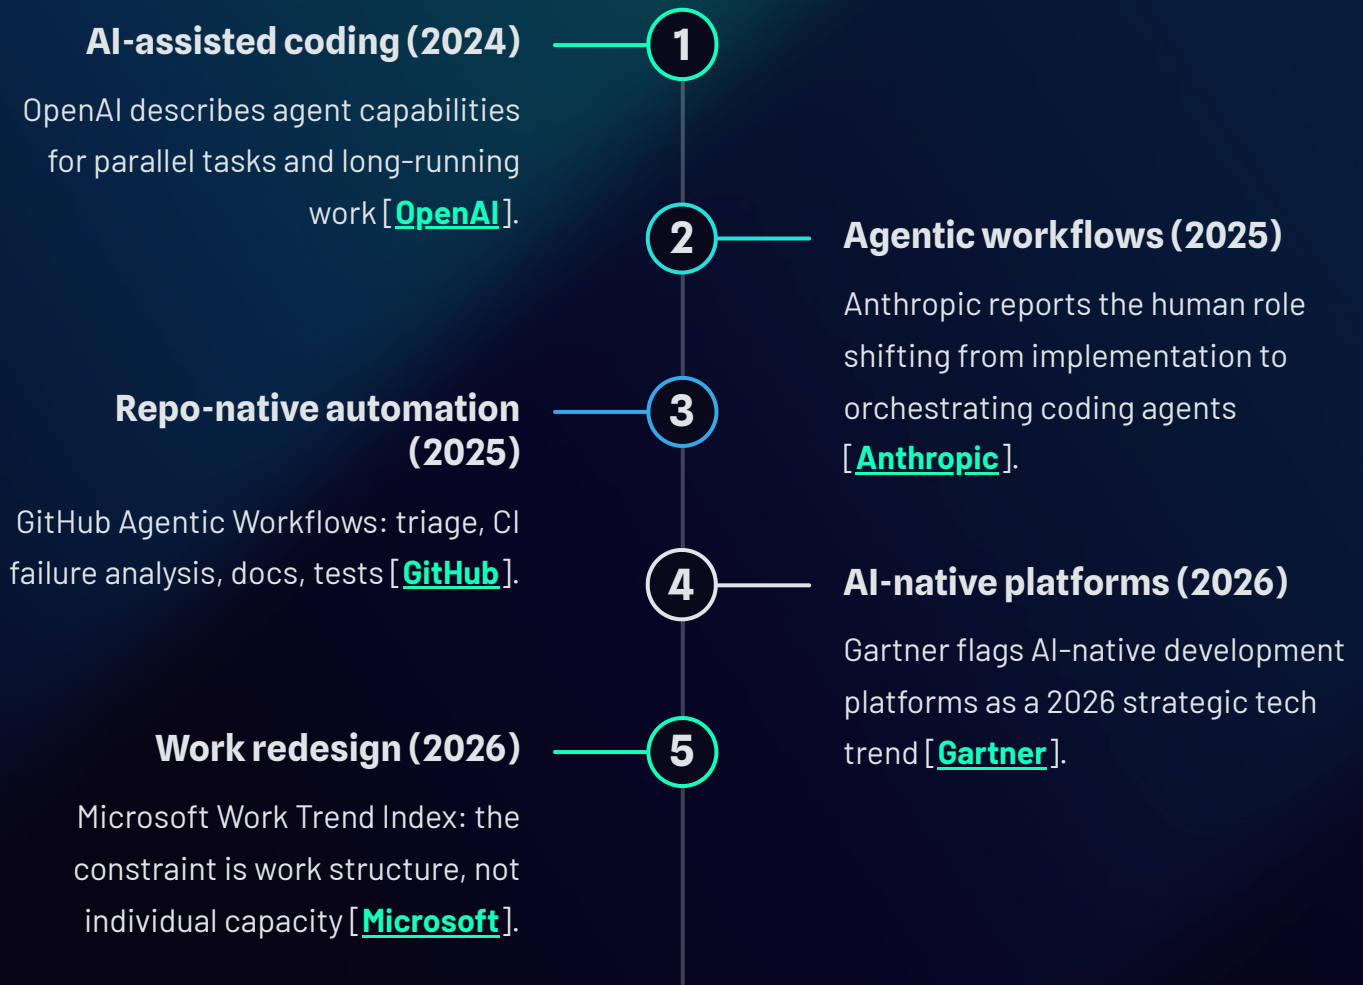 1
AI-assisted coding (2024)
OpenAI describes agent capabilities
for parallel tasks and long-running
work [OpenAI].
2
Agentic workflows (2025)
Anthropic reports the human role
shifting from implementation to
orchestrating coding agents
[Anthropic].
3
Repo-native automation
(2025)
GitHub Agentic Workflows: triage, CI
failure analysis, docs, tests [GitHub].
4
AI-native platforms (2026)
Gartner flags AI-native development
platforms as a 2026 strategic tech
trend [Gartner].
5
Work redesign (2026)
Microsoft Work Trend Index: the
constraint is work structure, not
individual capacity [Microsoft].